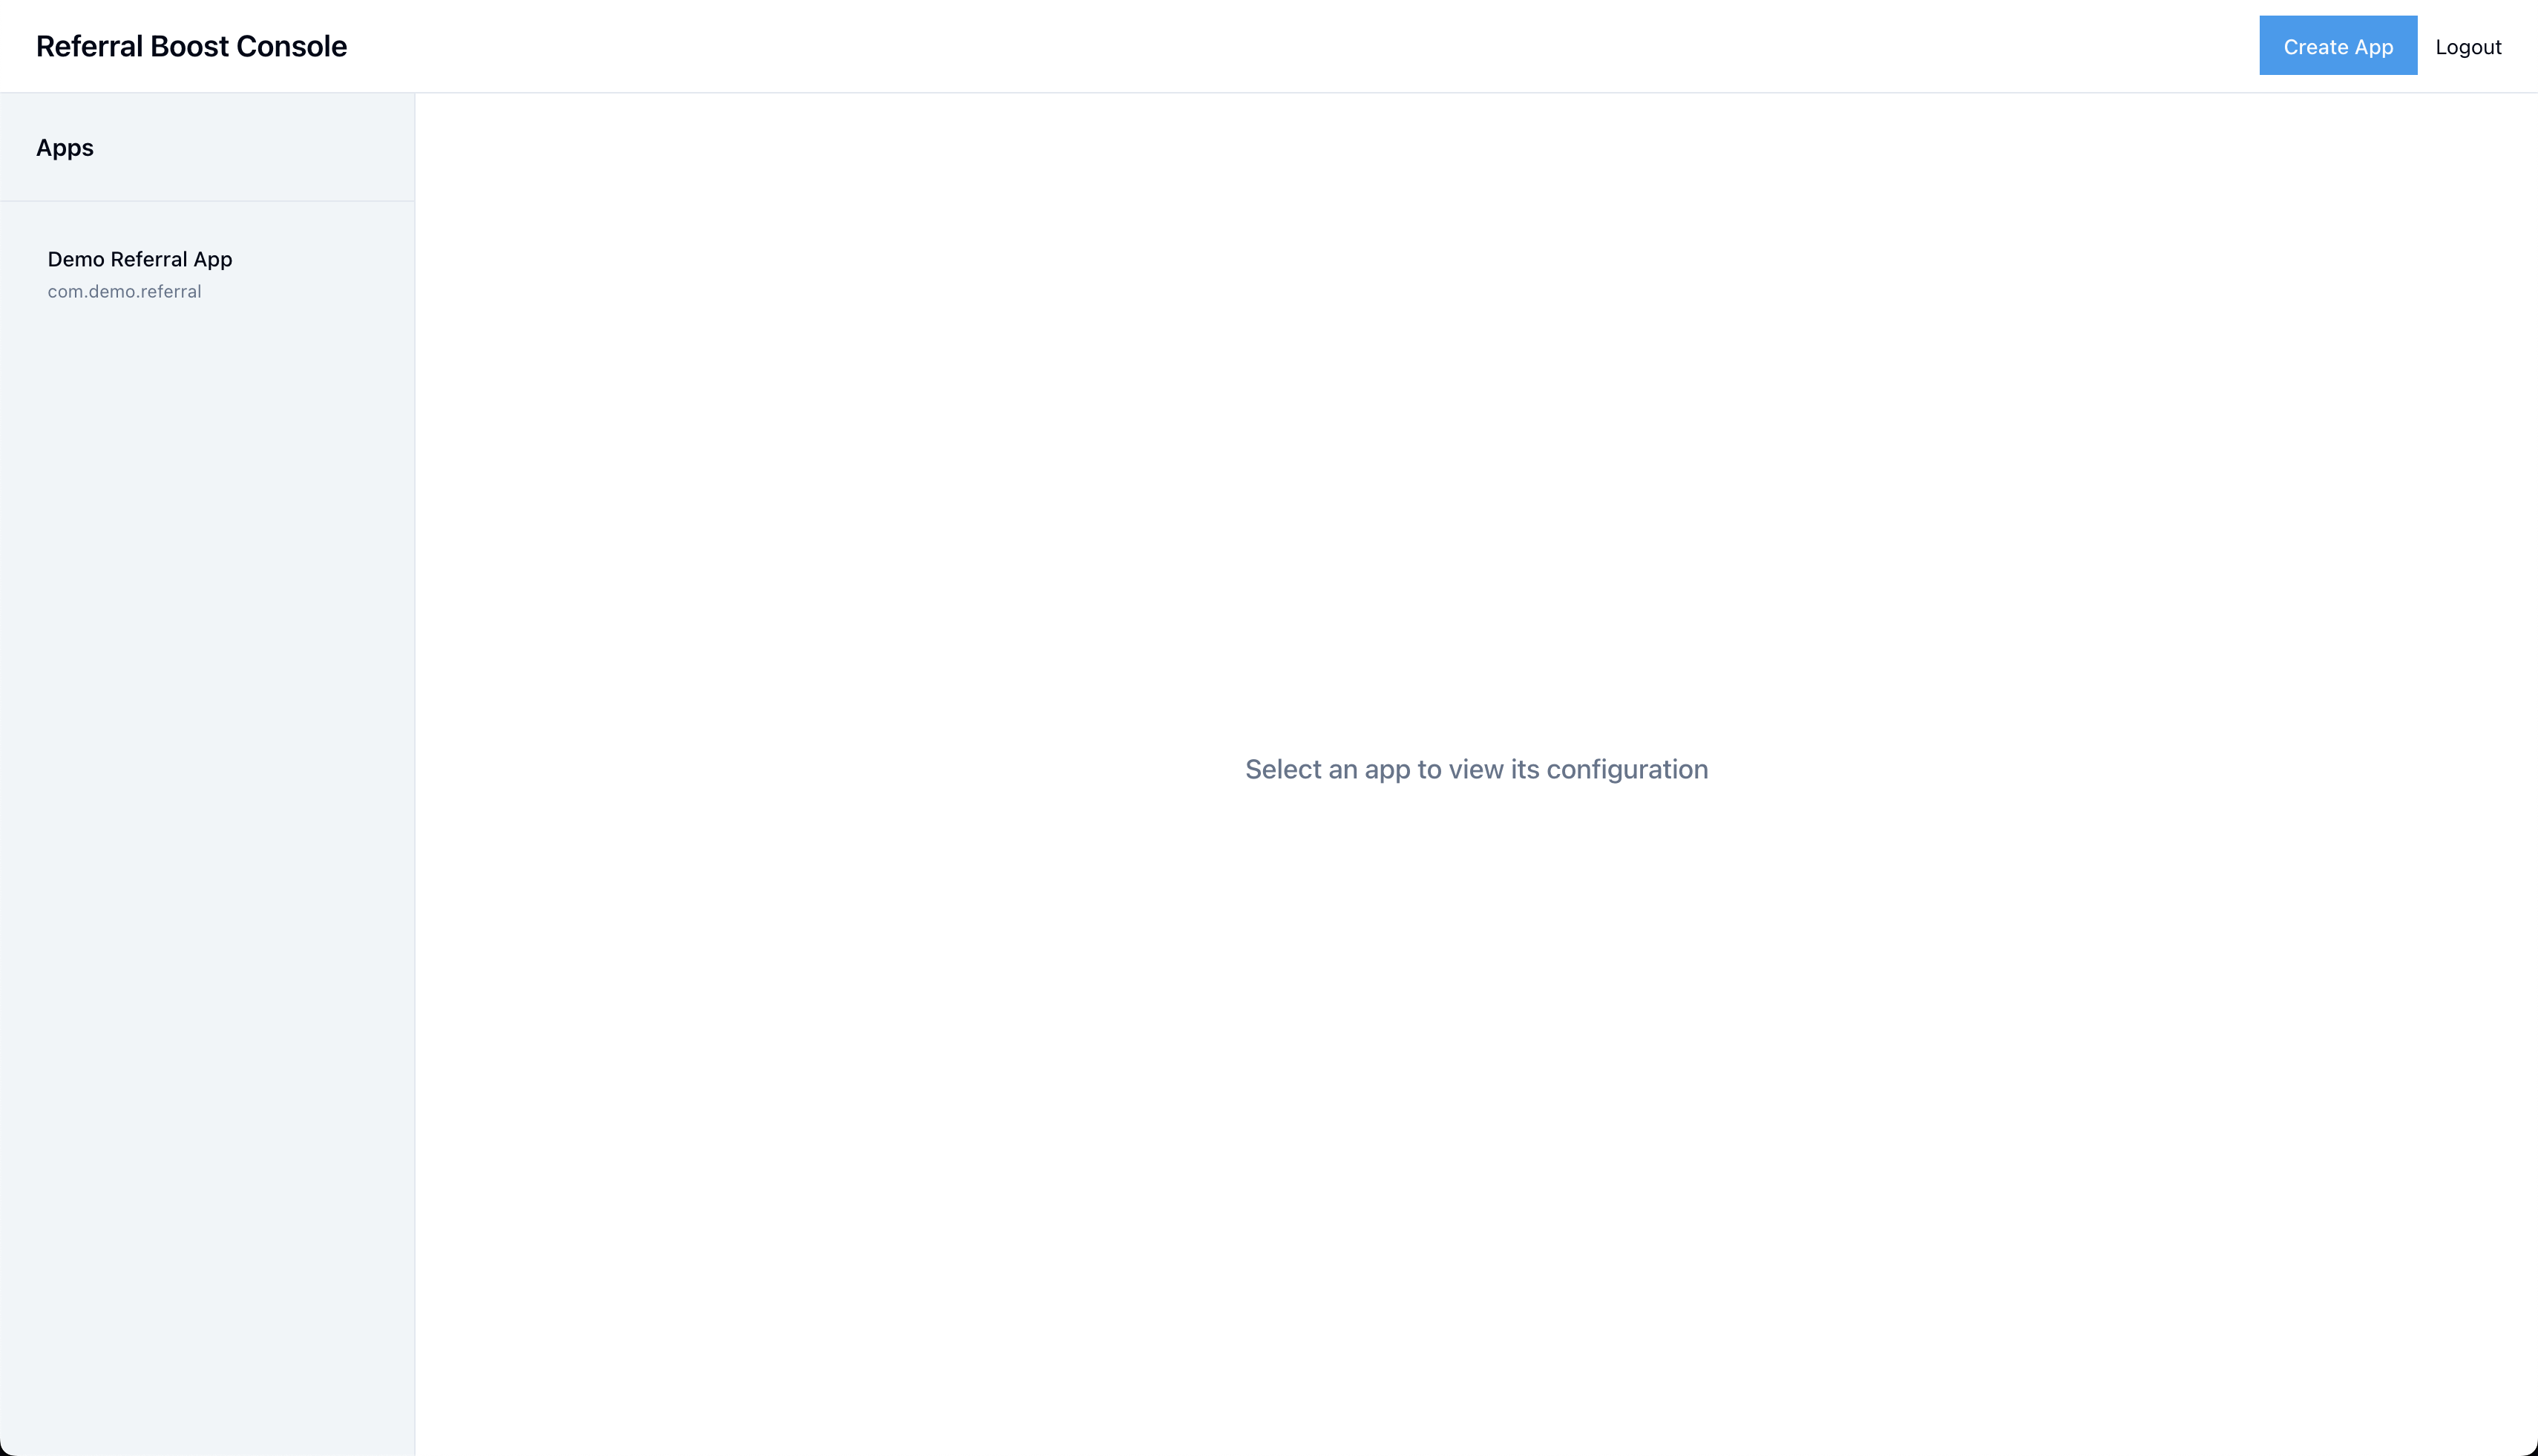 Referral Boost Console
Create App
Logout
Apps
Demo Referral App
com.demo.referral
Select an app to view its configuration